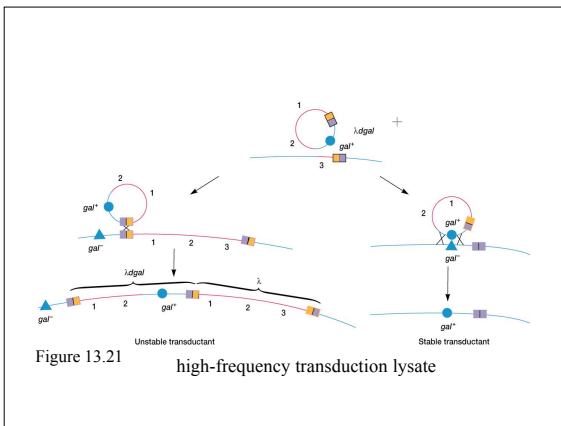 1
2
λdgal
gal+
+
3
2
1
gal+
gal–
1
2
3
2
1
gal+
gal–
λdgal
λ
gal–
1
2
gal+
1
2
3
gal+
Unstable transductant
Stable transductant
Figure 13.21
high-frequency transduction lysate